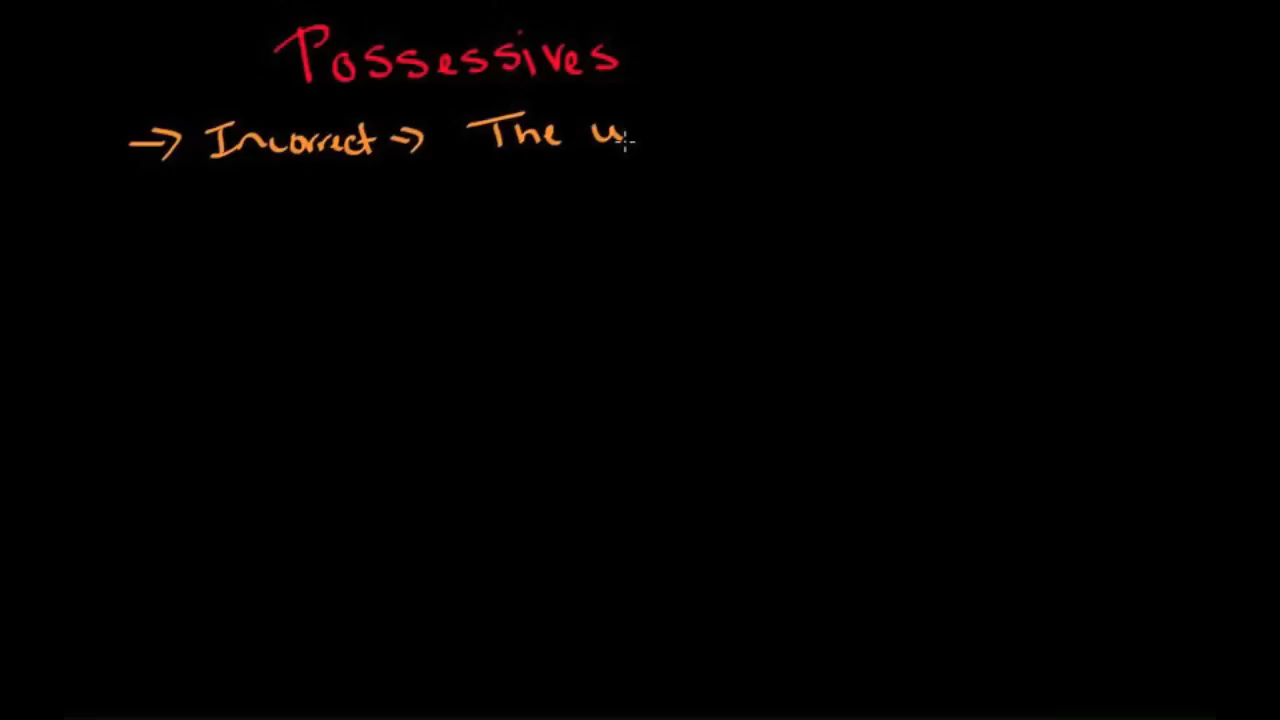 Possessives
→ Incorrect → The u